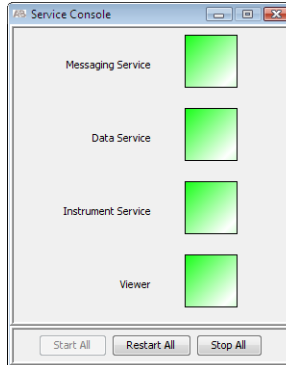 Service Console
Messaging Service
Data Service
Instrument Service
Viewer
Start All Restart All Stop All